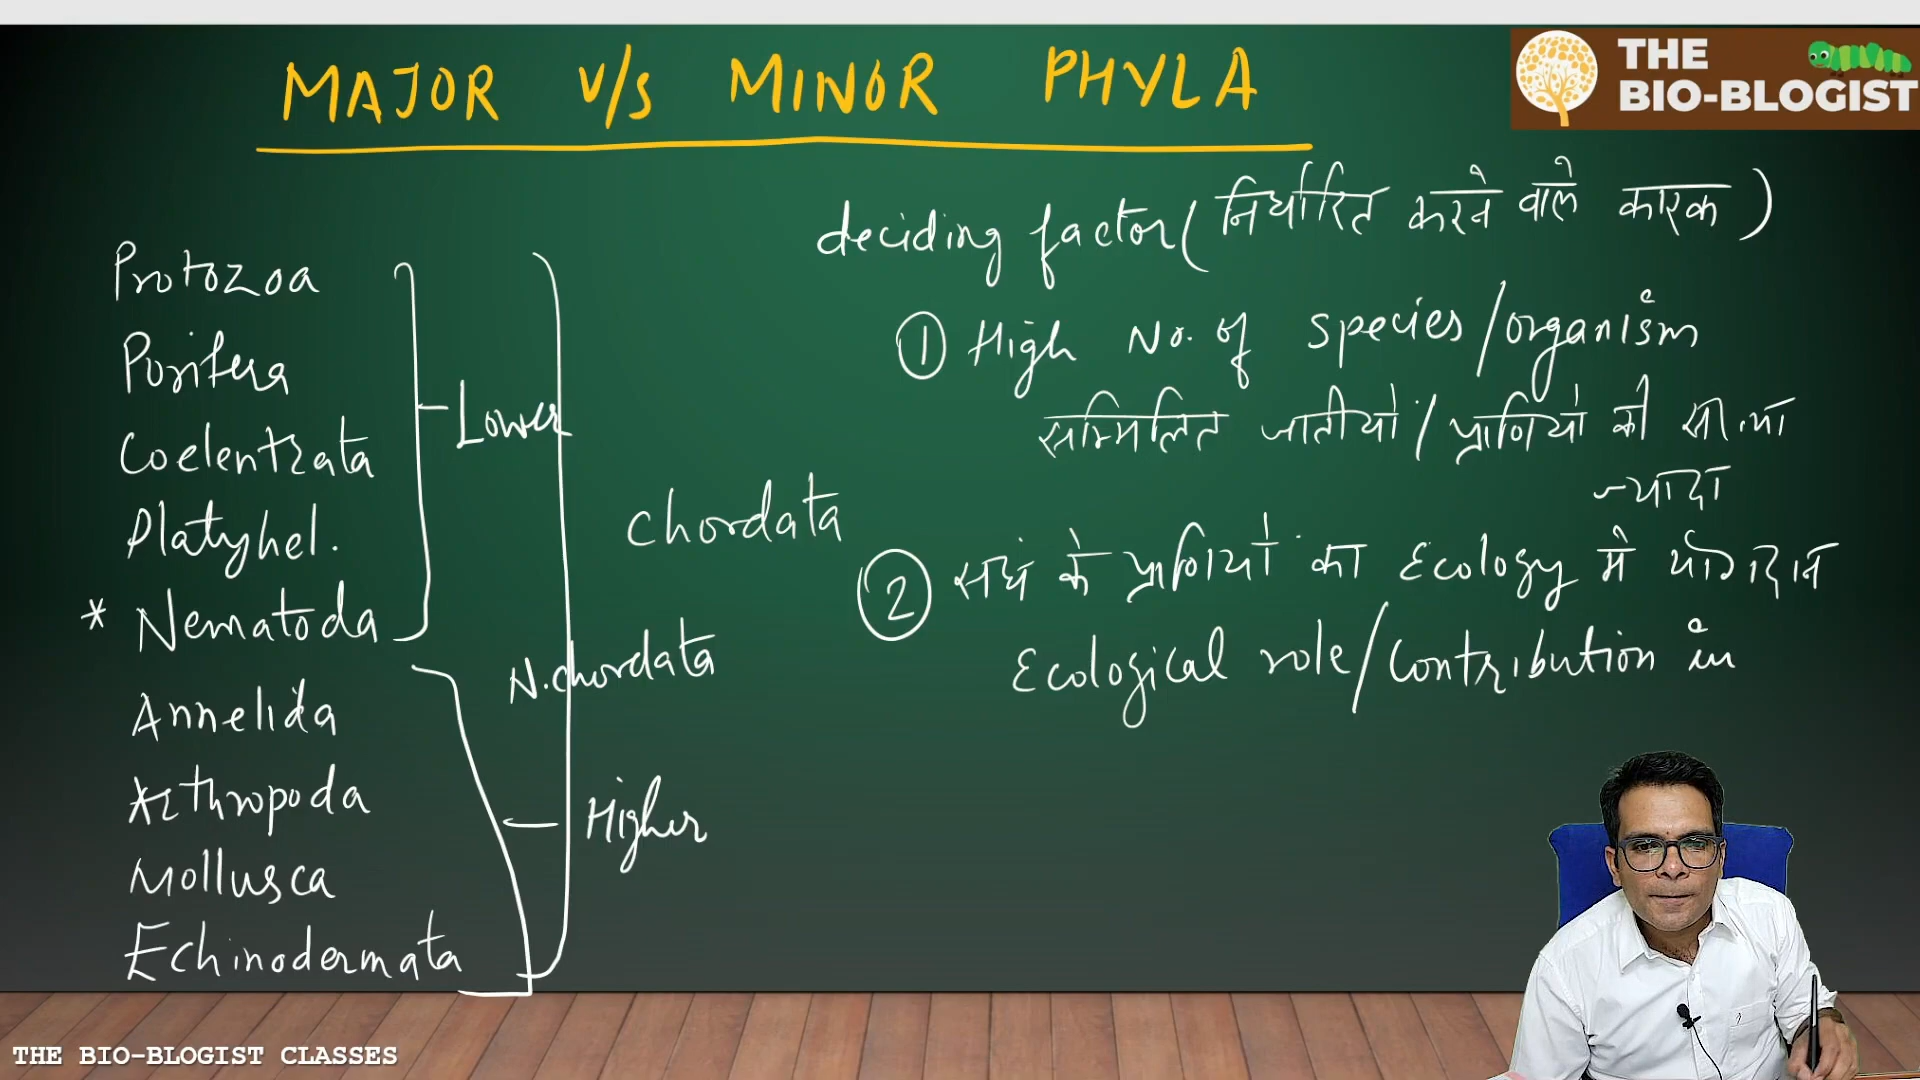 MAJOR v/s MINOR PHYLA
THE
BIO-BLOGIST
Protozoa
Porifera
Coelentrata
Platyhel.
* Nematoda
Annelida
Arthropoda
Mollusca
Echinodermata
Lower
Chordata
N.chordata
Higher
deciding factor (निर्धारित करने वाले कारक)
① High No. of species/organism
सम्मिलित जातीयों/प्राणियों की
ज्यादा
② संघ के प्राणियों का Ecology में योगदान
Ecological role/contribution in
THE BIO-BLOGIST CLASSES